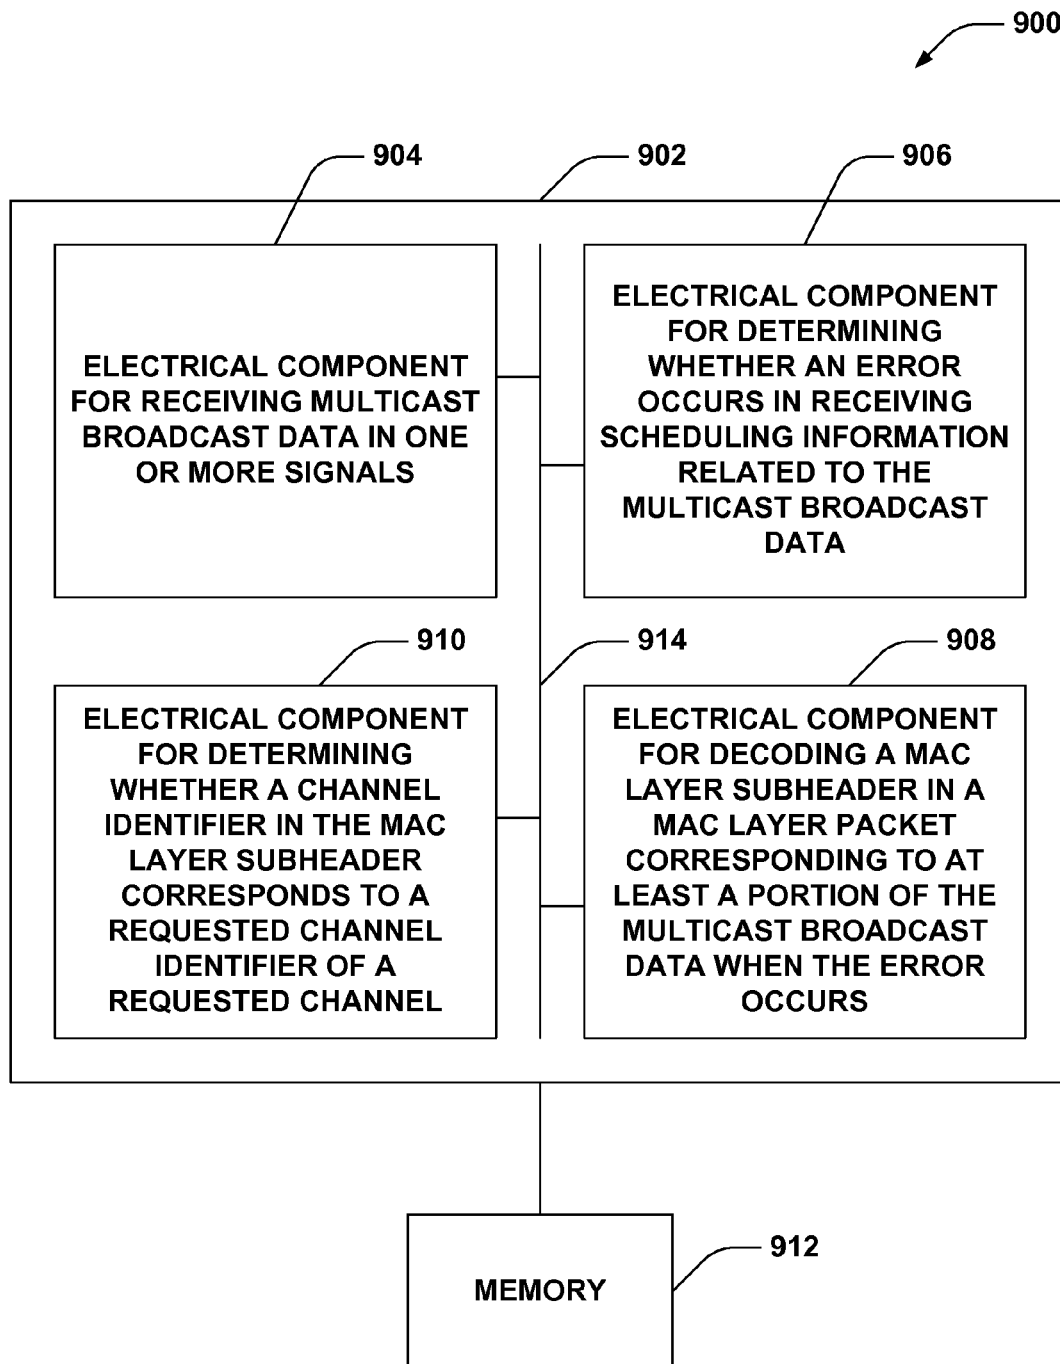 900
904
902
906
ELECTRICAL COMPONENT
FOR RECEIVING MULTICAST
BROADCAST DATA IN ONE
OR MORE SIGNALS
ELECTRICAL COMPONENT
FOR DETERMINING
WHETHER AN ERROR
OCCURS IN RECEIVING
SCHEDULING INFORMATION
RELATED TO THE
MULTICAST BROADCAST
DATA
910
914
908
ELECTRICAL COMPONENT
FOR DETERMINING
WHETHER A CHANNEL
IDENTIFIER IN THE MAC
LAYER SUBHEADER
CORRESPONDS TO A
REQUESTED CHANNEL
IDENTIFIER OF A
REQUESTED CHANNEL
ELECTRICAL COMPONENT
FOR DECODING A MAC
LAYER SUBHEADER IN A
MAC LAYER PACKET
CORRESPONDING TO AT
LEAST A PORTION OF THE
MULTICAST BROADCAST
DATA WHEN THE ERROR
OCCURS
912
MEMORY